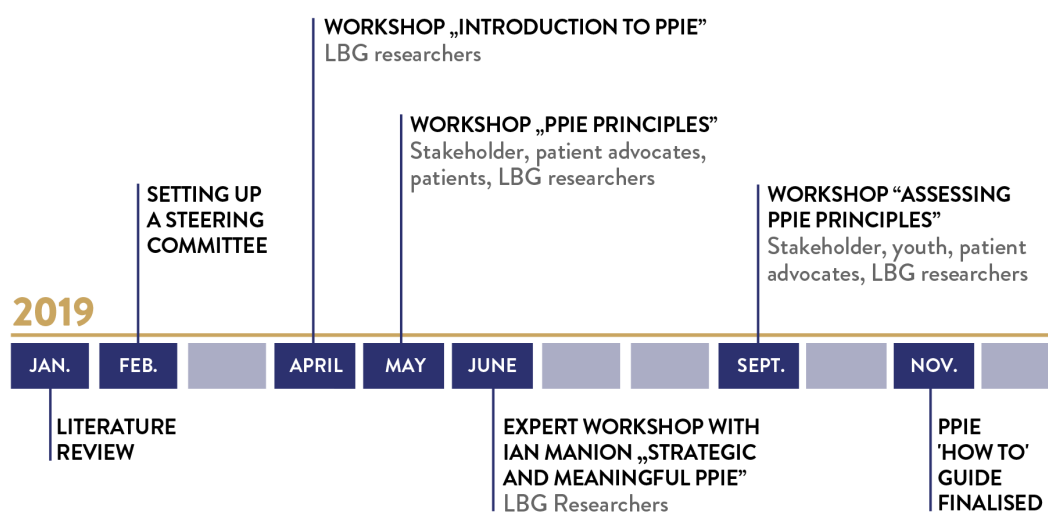 WORKSHOP „INTRODUCTION TO PPIE”
LBG researchers
WORKSHOP „PPIE PRINCIPLES”
Stakeholder, patient advocates,
patients, LBG researchers
SETTING UP
A STEERING
COMMITTEE
WORKSHOP “ASSESSING
PPIE PRINCIPLES”
Stakeholder, youth, patient
advocates, LBG researchers
2019
JAN.
FEB.
APRIL
MAY
JUNE
SEPT.
NOV.
LITERATURE
REVIEW
EXPERT WORKSHOP WITH
IAN MANION „STRATEGIC
AND MEANINGFUL PPIE”
LBG Researchers
PPIE
'HOW TO'
GUIDE
FINALISED